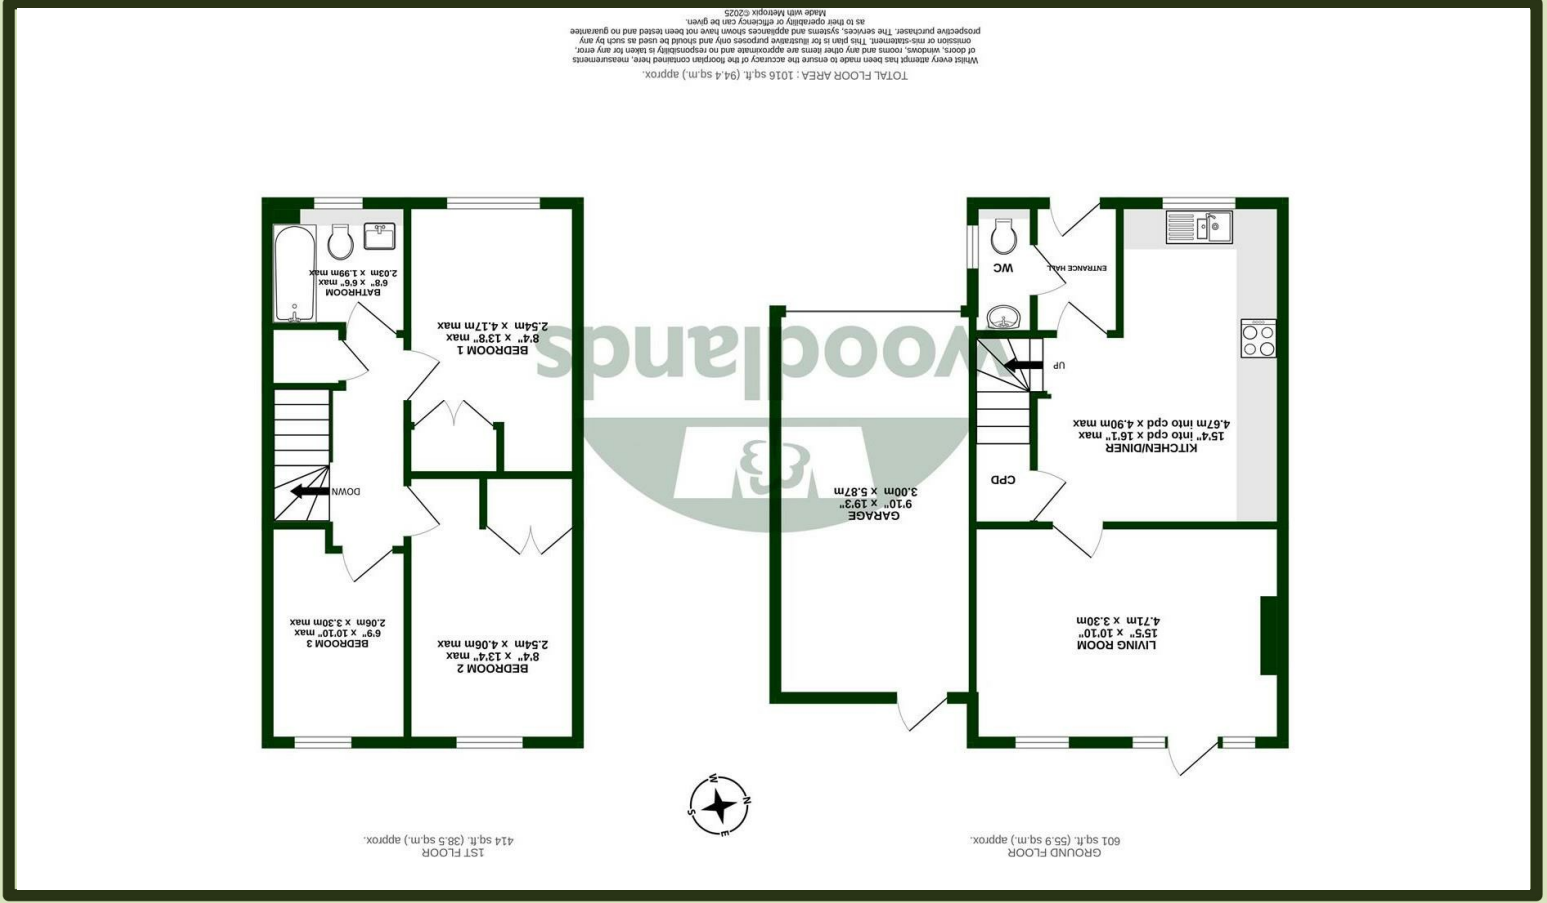 GROUND FLOOR
601 sq.ft. (55.9 sq.m.) approx.
1ST FLOOR
414 sq.ft. (38.5 sq.m.) approx.
N
E
S
W
LIVING ROOM
15'5" x 10'10"
4.71m x 3.30m
KITCHEN/DINER
15'4" into cpd x 16'1" max
4.67m into cpd x 4.90m max
CPD
UP
ENTRANCE HALL
WC
GARAGE
9'10" x 19'3"
3.00m x 5.87m
BEDROOM 2
8'4" x 13'4" max
2.54m x 4.06m max
BEDROOM 3
6'9" x 10'10" max
2.06m x 3.30m max
DOWN
BEDROOM 1
8'4" x 13'8" max
2.54m x 4.17m max
BATHROOM
6'8" x 6'6" max
2.03m x 1.99m max
woodlands
TOTAL FLOOR AREA : 1016 sq.ft. (94.4 sq.m.) approx.
Whilst every attempt has been made to ensure the accuracy of the floorplan contained here, measurements
of doors, windows, rooms and any other items are approximate and no responsibility is taken for any error,
omission or mis-statement. This plan is for illustrative purposes only and should be used as such by any
prospective purchaser. The services, systems and appliances shown have not been tested and no guarantee
as to their operability or efficiency can be given.
Made with Metropix ©2025